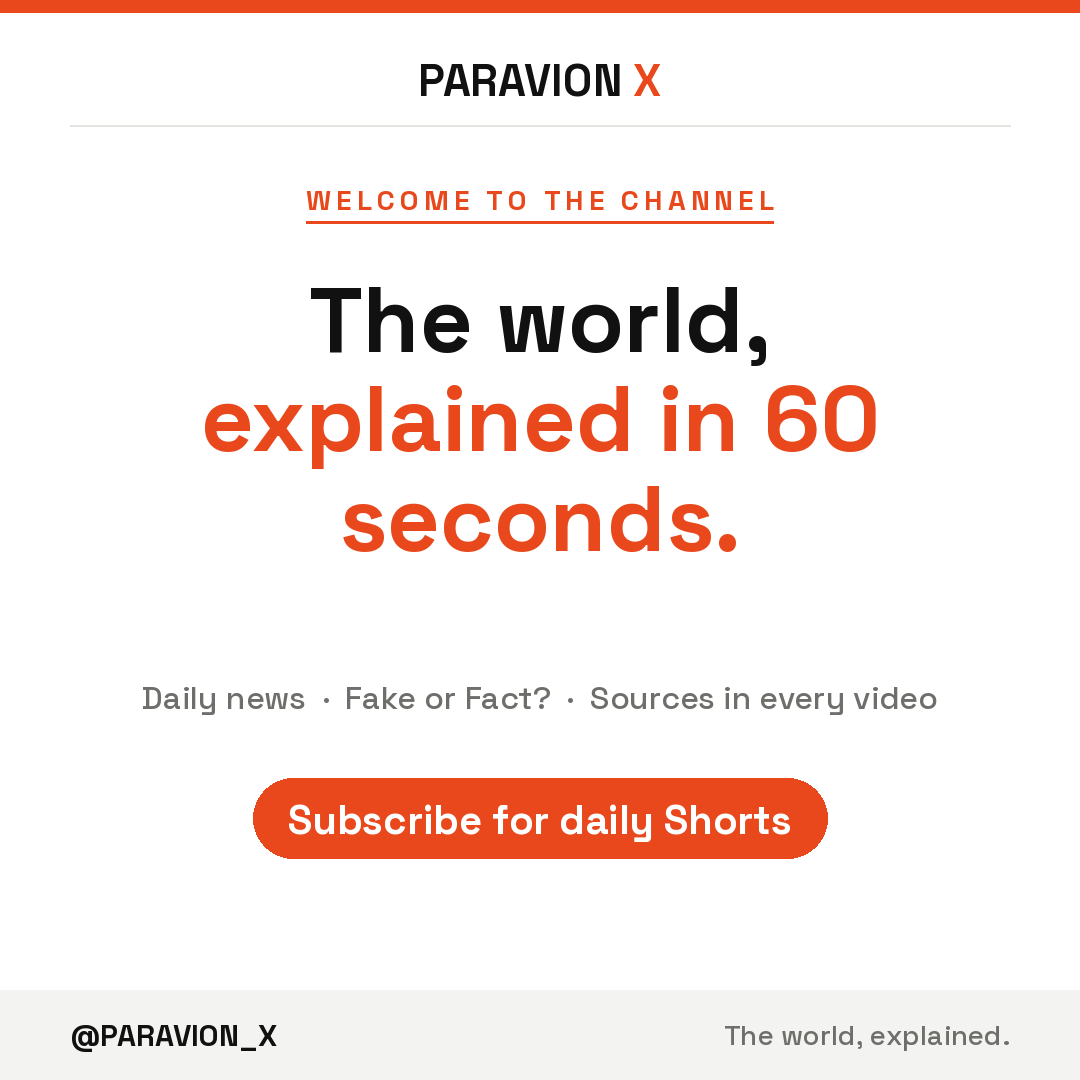 PARAVION X
WELCOME TO THE CHANNEL
The world,
explained in 60
seconds.
Daily news · Fake or Fact? · Sources in every video
Subscribe for daily Shorts
@PARAVION_X
The world, explained.